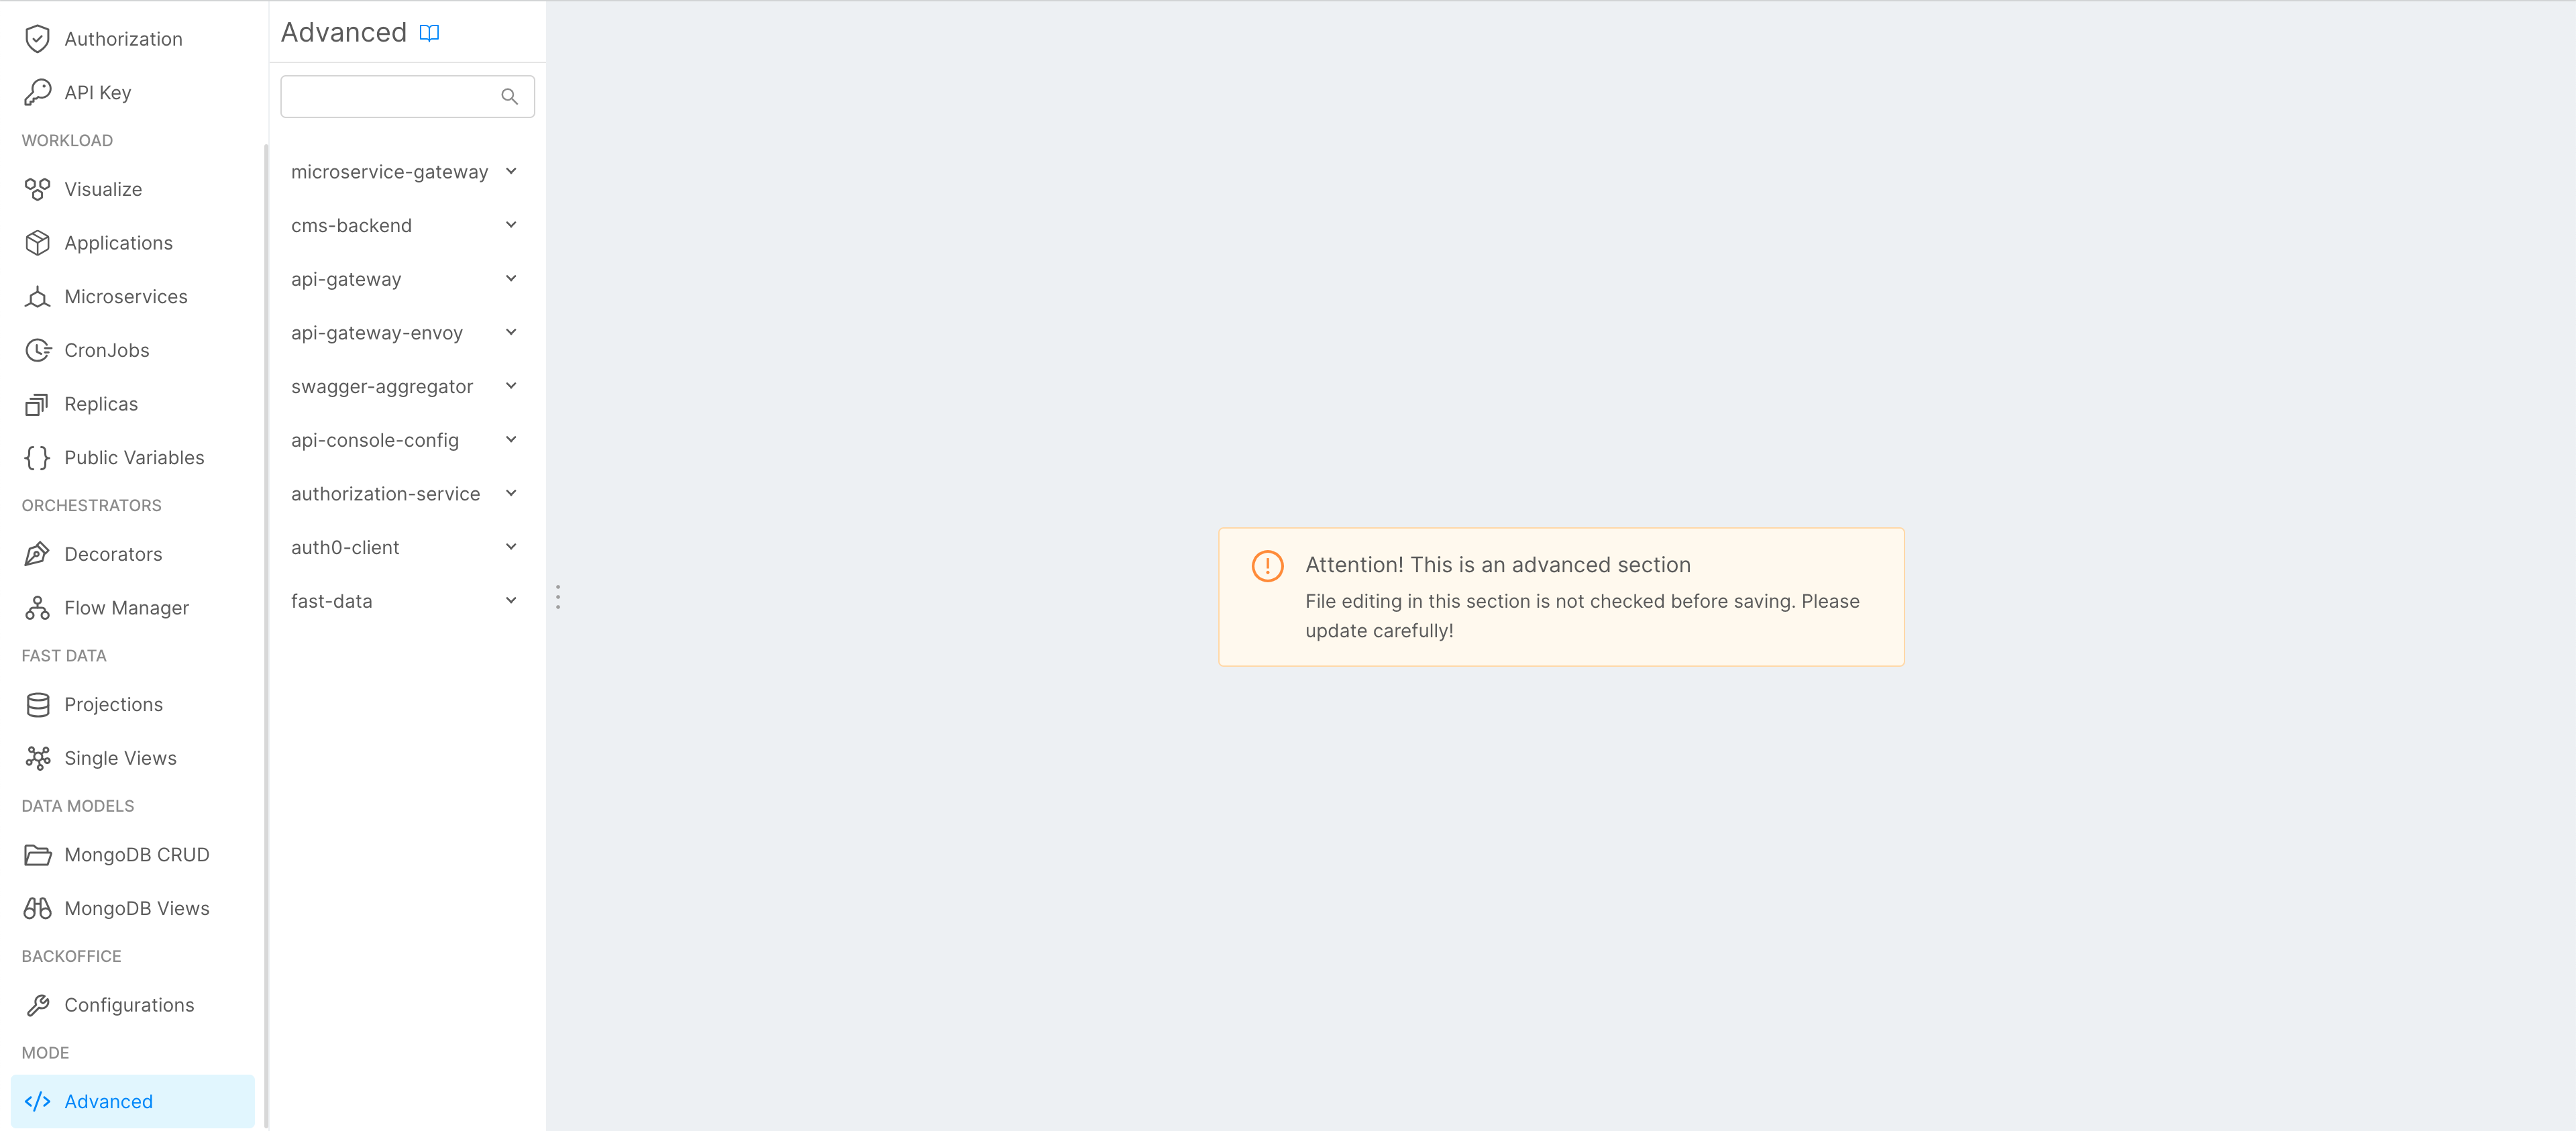 Authorization
API Key
WORKLOAD
Visualize
Applications
Microservices
CronJobs
Replicas
Public Variables
ORCHESTRATORS
Decorators
Flow Manager
FAST DATA
Projections
Single Views
DATA MODELS
MongoDB CRUD
MongoDB Views
BACKOFFICE
Configurations
MODE
Advanced
Advanced
microservice-gateway
cms-backend
api-gateway
api-gateway-envoy
swagger-aggregator
api-console-config
authorization-service
auth0-client
fast-data
Attention! This is an advanced section
File editing in this section is not checked before saving. Please
update carefully!